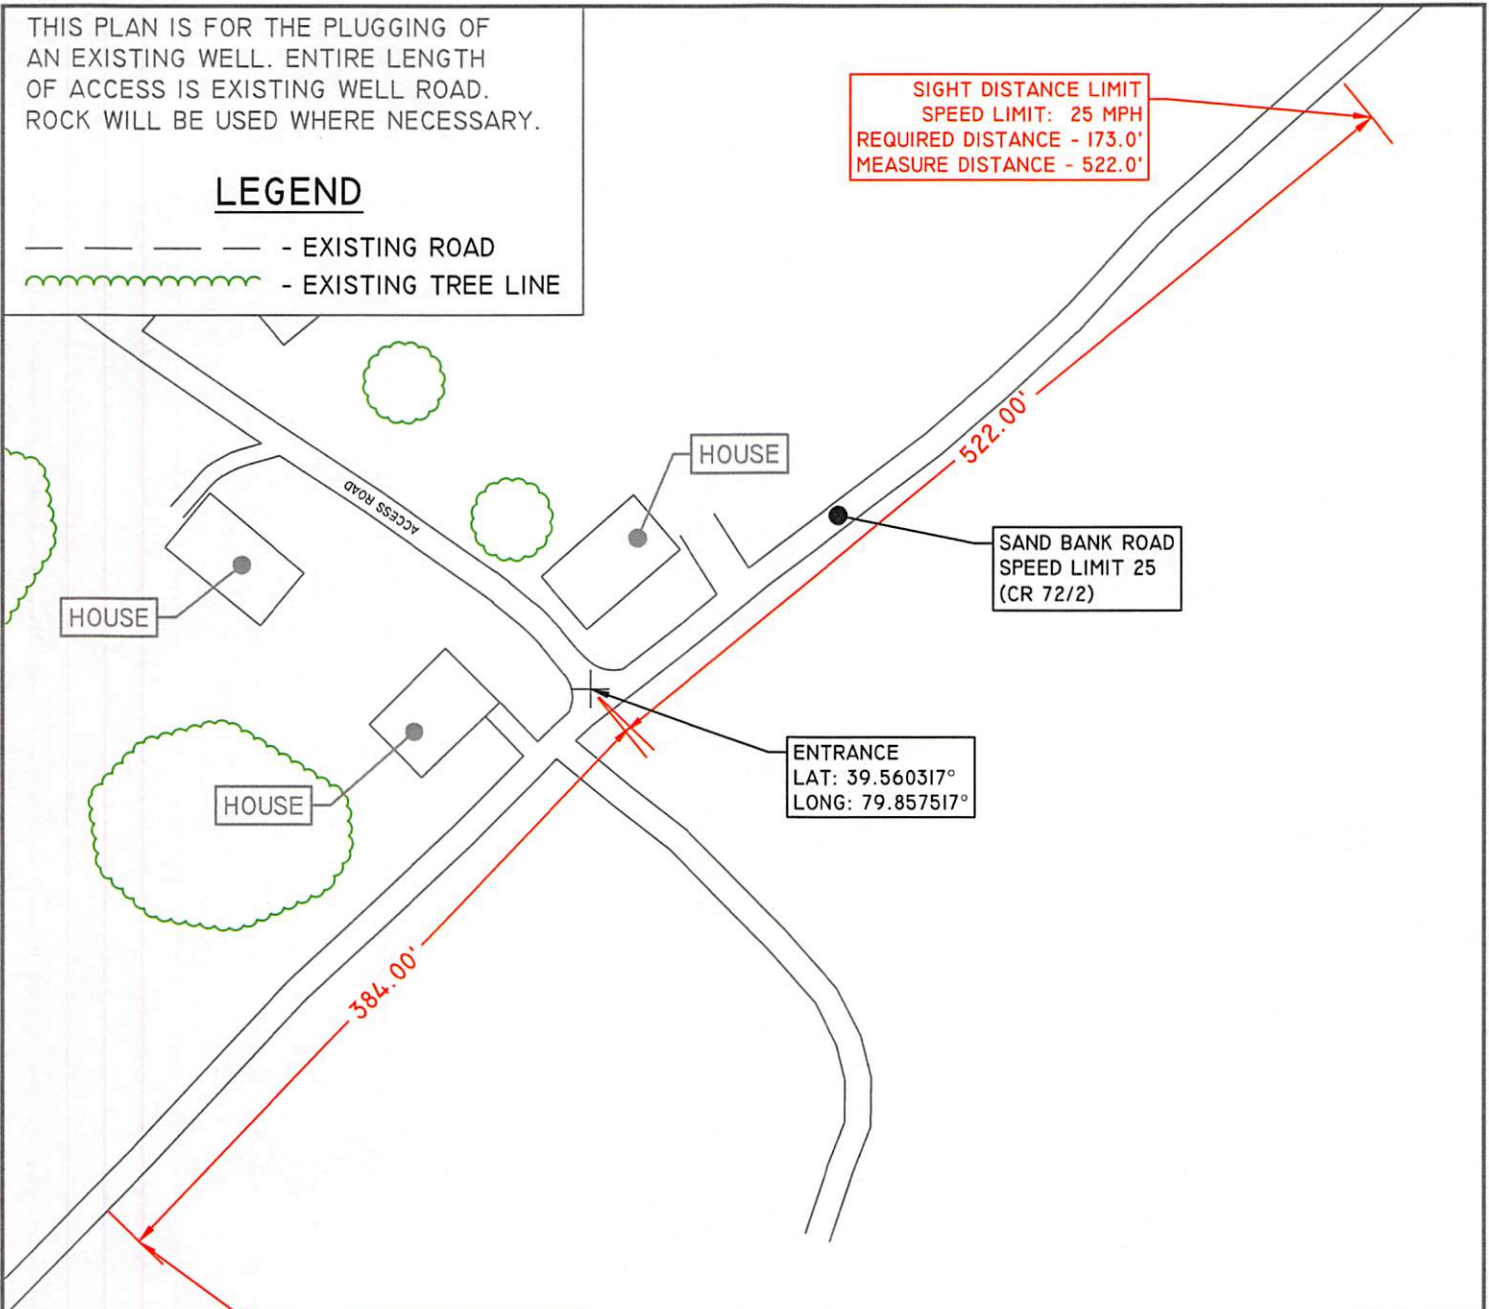 THIS PLAN IS FOR THE PLUGGING OF
AN EXISTING WELL. ENTIRE LENGTH
OF ACCESS IS EXISTING WELL ROAD.
ROCK WILL BE USED WHERE NECESSARY.
LEGEND
- EXISTING ROAD
- EXISTING TREE LINE
SIGHT DISTANCE LIMIT
SPEED LIMIT: 25 MPH
REQUIRED DISTANCE - 173.0'
MEASURE DISTANCE - 522.0'
522.00'
HOUSE
ACCESS ROAD
SAND BANK ROAD
SPEED LIMIT 25
(CR 72/2)
HOUSE
ENTRANCE
LAT: 39.560317°
LONG: 79.857517°
HOUSE
384.00'